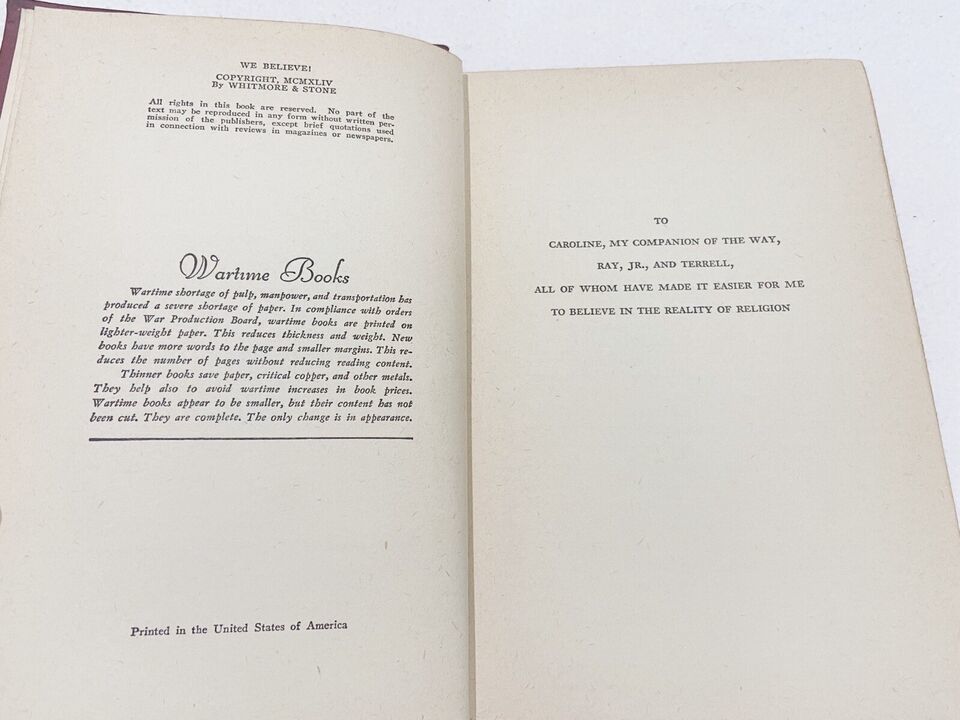 WE BELIEVE!
COPYRIGHT, MCMXLIV
By WHITMORE & STONE
All rights in this book are reserved. No part of the
text may be reproduced in any form without written per-
mission of the publishers, except brief quotations used
in connection with reviews in magazines or newspapers.
Wartime Books
Wartime shortage of pulp, manpower, and transportation has
produced a severe shortage of paper. In compliance with orders
of the War Production Board, wartime books are printed on
lighter-weight paper. This reduces thickness and weight. New
books have more words to the page and smaller margins. This re-
duces the number of pages without reducing reading content.
Thinner books save paper, critical copper, and other metals.
They help also to avoid wartime increases in book prices.
Wartime books appear to be smaller, but their content has not
been cut. They are complete. The only change is in appearance.
Printed in the United States of America
TO
CAROLINE, MY COMPANION OF THE WAY,
RAY, JR., AND TERRELL,
ALL OF WHOM HAVE MADE IT EASIER FOR ME
TO BELIEVE IN THE REALITY OF RELIGION